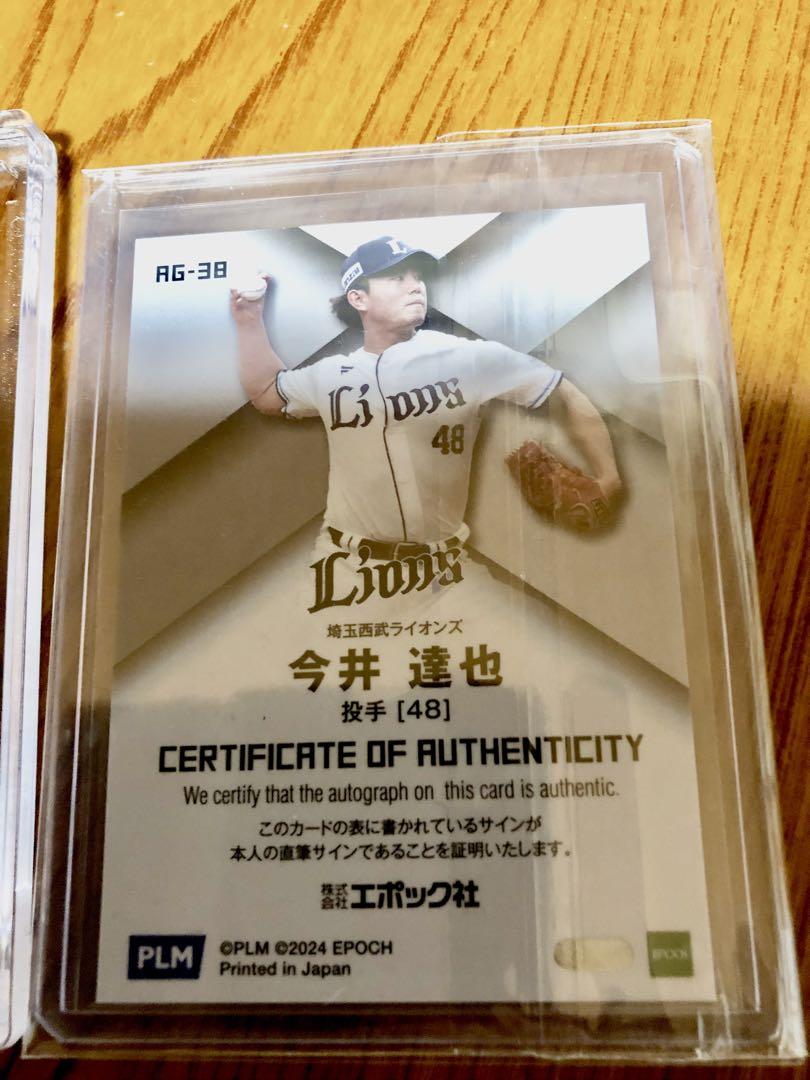 AG-38
L
Lions
48
Lions
埼玉西武ライオンズ
今井 達也
投手 [48]
CERTIFICATE OF AUTHENTICITY
We certify that the autograph on this card is authentic.
このカードの表に書かれているサインが
本人の直筆サインであることを証明いたします。
株式会社エポック社
PLM
©PLM ©2024 EPOCH
Printed in Japan
EPOCH